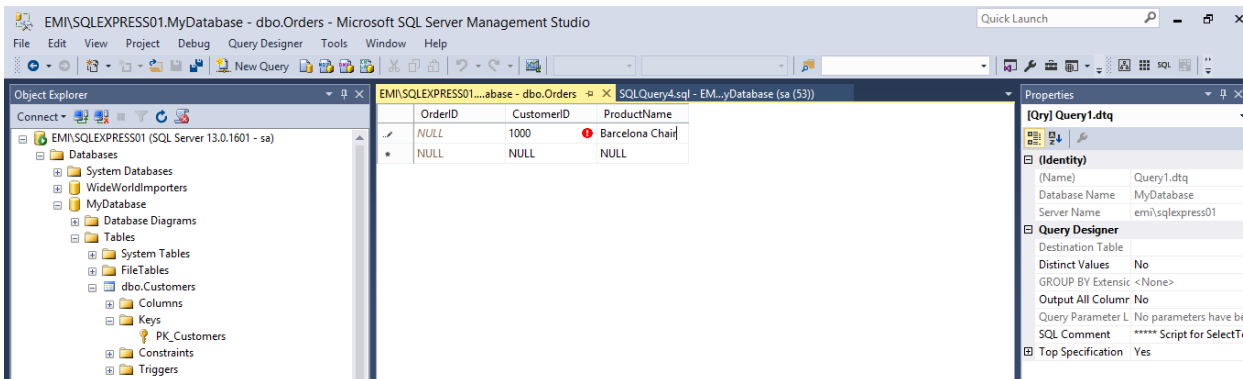 EMI\SQLEXPRESS01.MyDatabase - dbo.Orders - Microsoft SQL Server Management Studio
Quick Launch
File Edit View Project Debug Query Designer Tools Window Help
New Query
SQL
Object Explorer
Connect
EMI\SQLEXPRESS01 (SQL Server 13.0.1601 - sa)
Databases
System Databases
WideWorldImporters
MyDatabase
Database Diagrams
Tables
System Tables
FileTables
dbo.Customers
Columns
Keys
PK_Customers
Constraints
Triggers
EMI\SQLEXPRESS01....abase - dbo.Orders SQLQuery4.sql - EM...yDatabase (sa (53))
OrderID CustomerID ProductName
NULL 1000 Barcelona Chair
NULL NULL NULL
Properties
[Qry] Query1.dtq
(Identity)
(Name) Query1.dtq
Database Name MyDatabase
Server Name emi\sqlexpress01
Query Designer
Destination Table
Distinct Values No
GROUP BY Extensic <None>
Output All Columr No
Query Parameter L No parameters have be
SQL Comment ***** Script for SelectT
Top Specification Yes